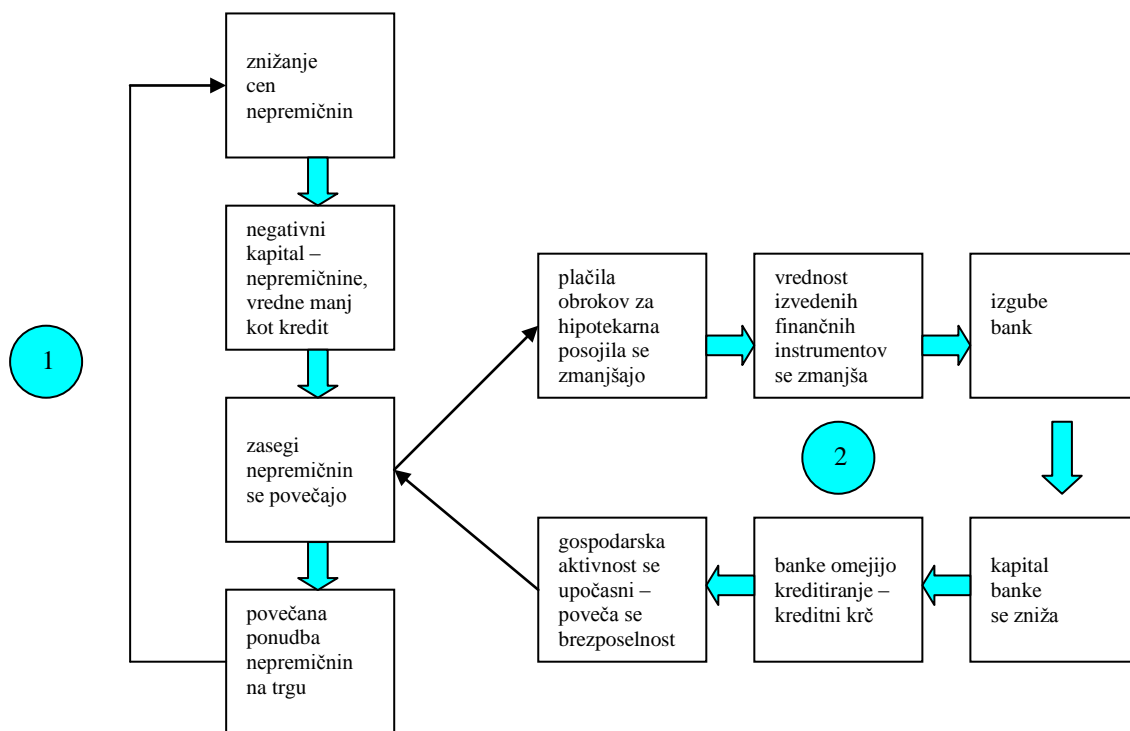 znižanje
cen
nepremičnin
negativni
kapital –
nepremičnine,
vredne manj
kot kredit
1
zasegi
nepremičnin
se povečajo
povečana
ponudba
nepremičnin
na trgu
plačila
obrokov za
hipotekarna
posojila se
zmanjšajo
vrednost
izvedenih
finančnih
instrumentov
se zmanjša
izgube
bank
2
gospodarska
aktivnost se
upočasni –
poveča se
brezposelnost
banke omejijo
kreditiranje –
kreditni krč
kapital
banke
se zniža